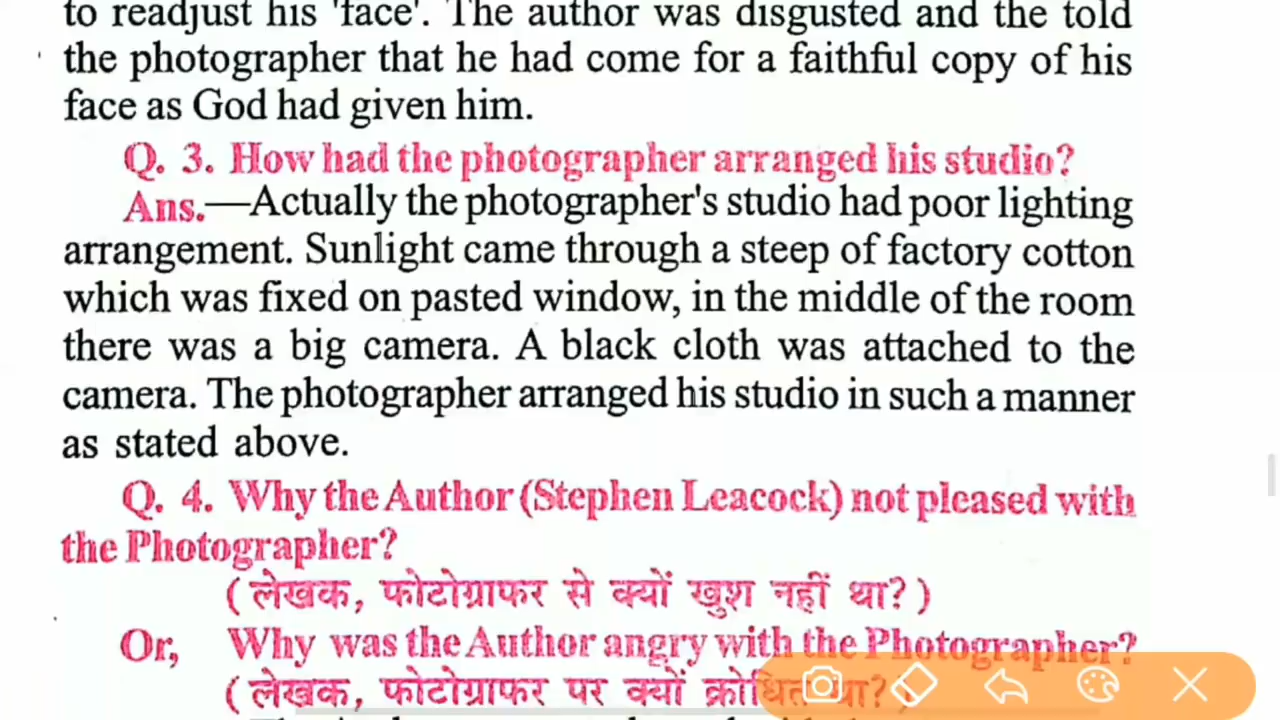 to readjust his 'face'. The author was disgusted and the told
the photographer that he had come for a faithful copy of his
face as God had given him.
Q. 3. How had the photographer arranged his studio?
Ans.—Actually the photographer's studio had poor lighting
arrangement. Sunlight came through a steep of factory cotton
which was fixed on pasted window, in the middle of the room
there was a big camera. A black cloth was attached to the
camera. The photographer arranged his studio in such a manner
as stated above.
Q. 4. Why the Author (Stephen Leacock) not pleased with
the Photographer?
( लेखक, फोटोग्राफर से क्यों खुश नहीं था? )
Or, Why was the Author angry with the Photographer?
( लेखक, फोटोग्राफर पर क्यों क्रोधित था? )